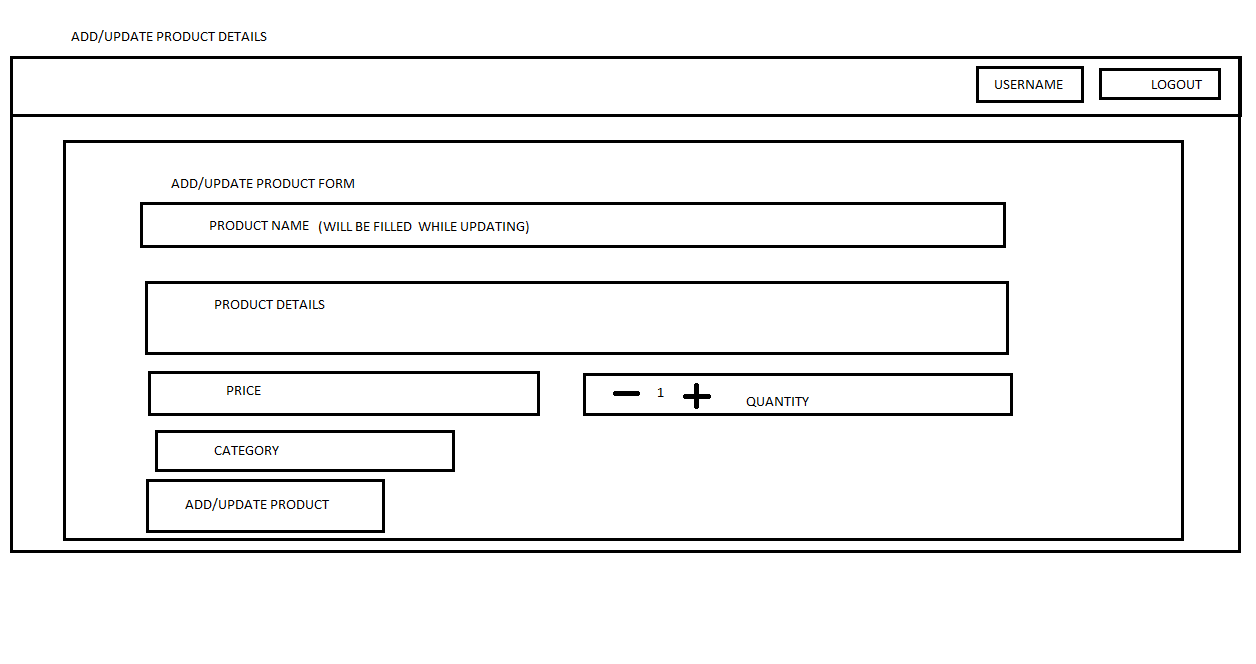 ADD/UPDATE PRODUCT DETAILS
USERNAME
LOGOUT
ADD/UPDATE PRODUCT FORM
PRODUCT NAME (WILL BE FILLED WHILE UPDATING)
PRODUCT DETAILS
PRICE
1
QUANTITY
CATEGORY
ADD/UPDATE PRODUCT